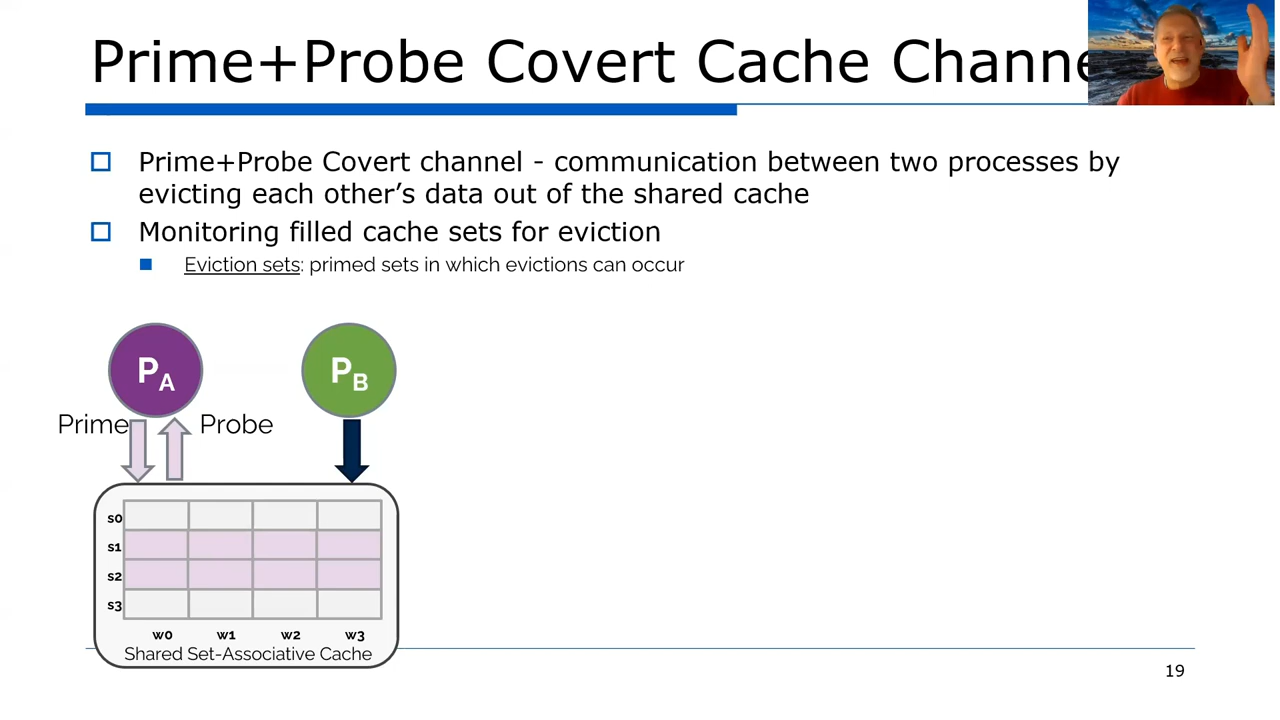 Prime+Probe Covert Cache Channe
Prime+Probe Covert channel - communication between two processes by
evicting each other’s data out of the shared cache
Monitoring filled cache sets for eviction
Eviction sets: primed sets in which evictions can occur
PA
PB
Prime
Probe
s0
s1
s2
s3
w0 w1 w2 w3
Shared Set-Associative Cache
19